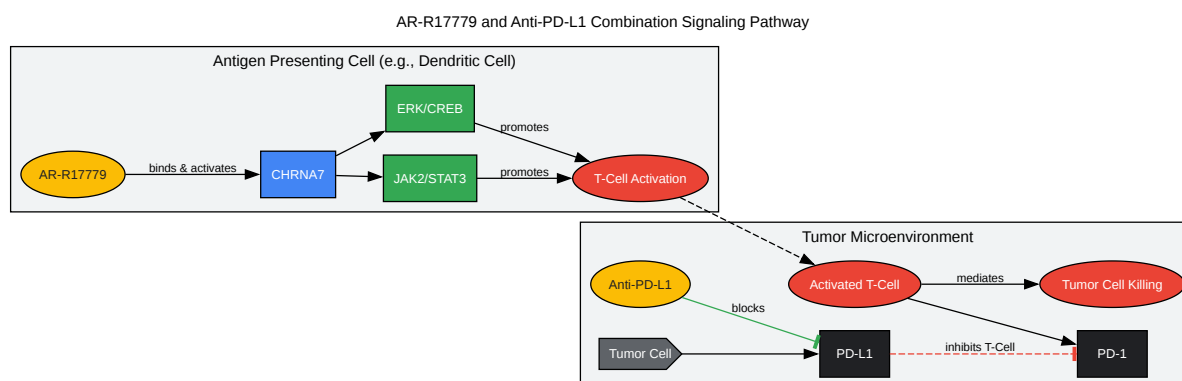 AR-R17779 and Anti-PD-L1 Combination Signaling Pathway
Antigen Presenting Cell (e.g., Dendritic Cell)
ERK/CREB
promotes
AR-R17779
binds & activates
CHRNA7
JAK2/STAT3
promotes
T-Cell Activation
Tumor Microenvironment
Anti-PD-L1
Activated T-Cell
mediates
Tumor Cell Killing
blocks
Tumor Cell
PD-L1
inhibits T-Cell
PD-1